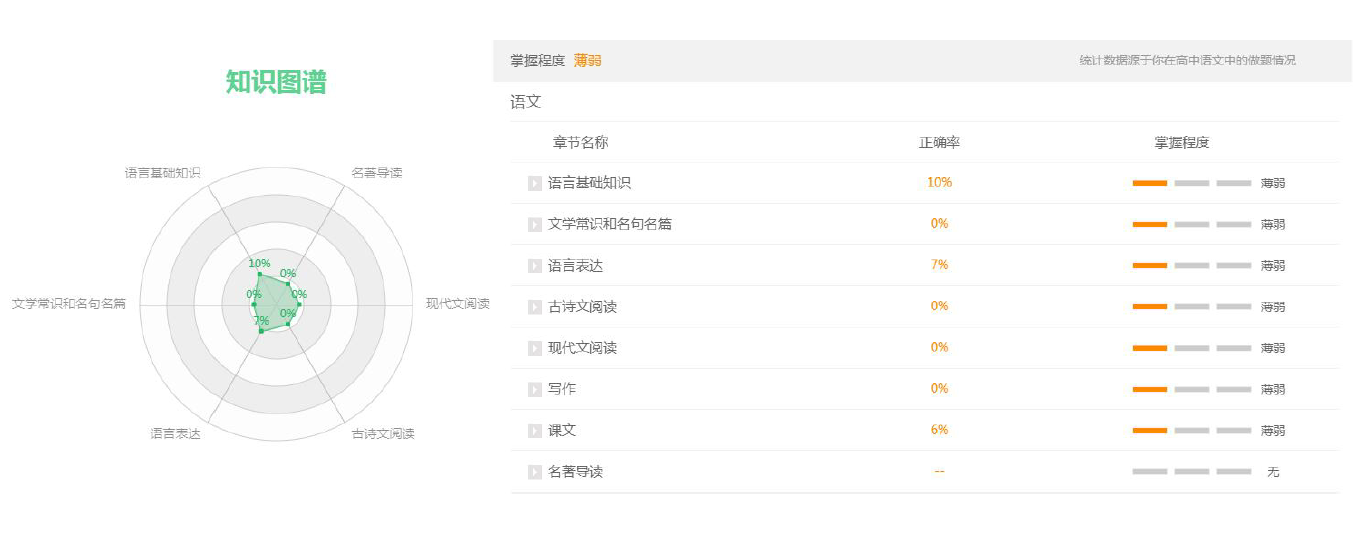 知识图谱
语言基础知识
名著导读
10%
0%
0%
0%
文学常识和名句名篇
现代文阅读
7%
0%
语言表达
古诗文阅读
掌握程度 薄弱
统计数据源于你在高中语文中的做题情况
语文
章节名称 正确率 掌握程度
语言基础知识 10% 薄弱
文学常识和名句名篇 0% 薄弱
语言表达 7% 薄弱
古诗文阅读 0% 薄弱
现代文阅读 0% 薄弱
写作 0% 薄弱
课文 6% 薄弱
名著导读 -- 无